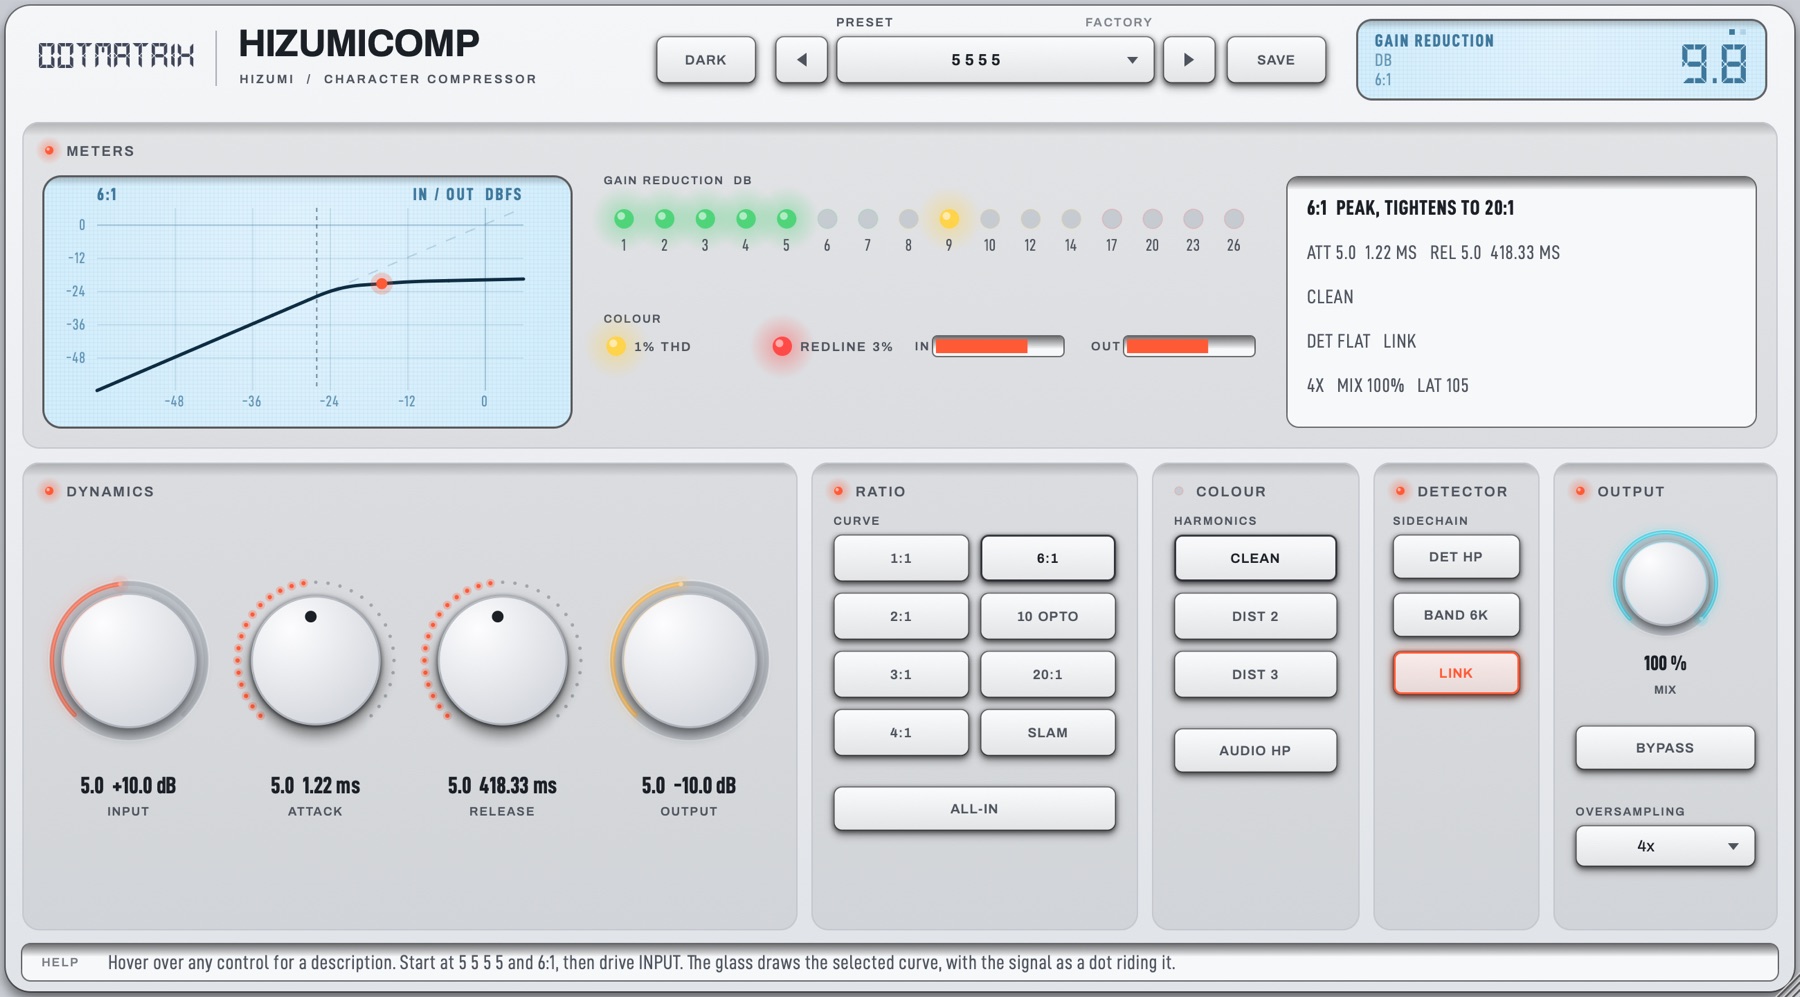 DOTMATRIX
HIZUMICOMP
HIZUMI / CHARACTER COMPRESSOR
PRESET FACTORY
DARK
5 5 5 5
SAVE
GAIN REDUCTION
DB
6:1
9.8
METERS
6:1 IN / OUT DBFS
0
-12
-24
-36
-48
-48 -36 -24 -12 0
GAIN REDUCTION DB
1 2 3 4 5 6 7 8 9 10 12 14 17 20 23 26
COLOUR
1% THD REDLINE 3% IN OUT
6:1 PEAK, TIGHTENS TO 20:1
ATT 5.0 1.22 MS REL 5.0 418.33 MS
CLEAN
DET FLAT LINK
4X MIX 100% LAT 105
DYNAMICS
5.0 +10.0 dB
INPUT
5.0 1.22 ms
ATTACK
5.0 418.33 ms
RELEASE
5.0 -10.0 dB
OUTPUT
RATIO
CURVE
1:1 6:1
2:1 10 OPTO
3:1 20:1
4:1 SLAM
ALL-IN
COLOUR
HARMONICS
CLEAN
DIST 2
DIST 3
AUDIO HP
DETECTOR
SIDECHAIN
DET HP
BAND 6K
LINK
OUTPUT
100 %
MIX
BYPASS
OVERSAMPLING
4x
HELP Hover over any control for a description. Start at 5 5 5 5 and 6:1, then drive INPUT. The glass draws the selected curve, with the signal as a dot riding it.